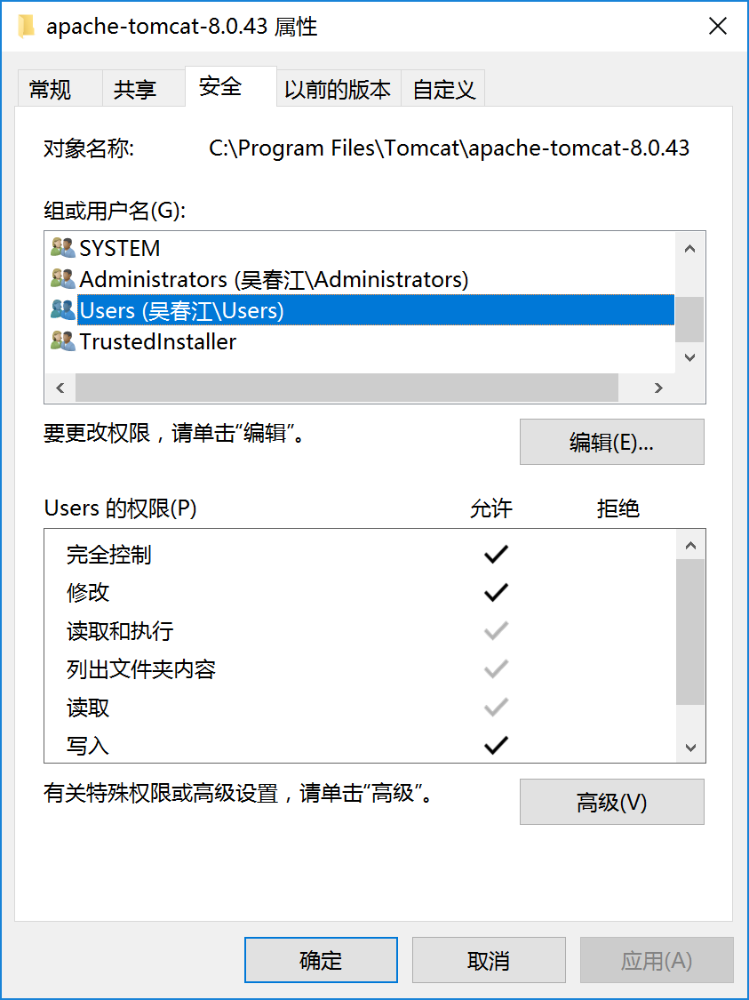 apache-tomcat-8.0.43 属性
常规 共享 安全 以前的版本 自定义
对象名称: C:\Program Files\Tomcat\apache-tomcat-8.0.43
组或用户名(G):
SYSTEM
Administrators (吴春江\Administrators)
Users (吴春江\Users)
TrustedInstaller
要更改权限，请单击“编辑”。
编辑(E)...
Users 的权限(P) 允许 拒绝
完全控制
修改
读取和执行
列出文件夹内容
读取
写入
有关特殊权限或高级设置，请单击“高级”。
高级(V)
确定 取消 应用(A)